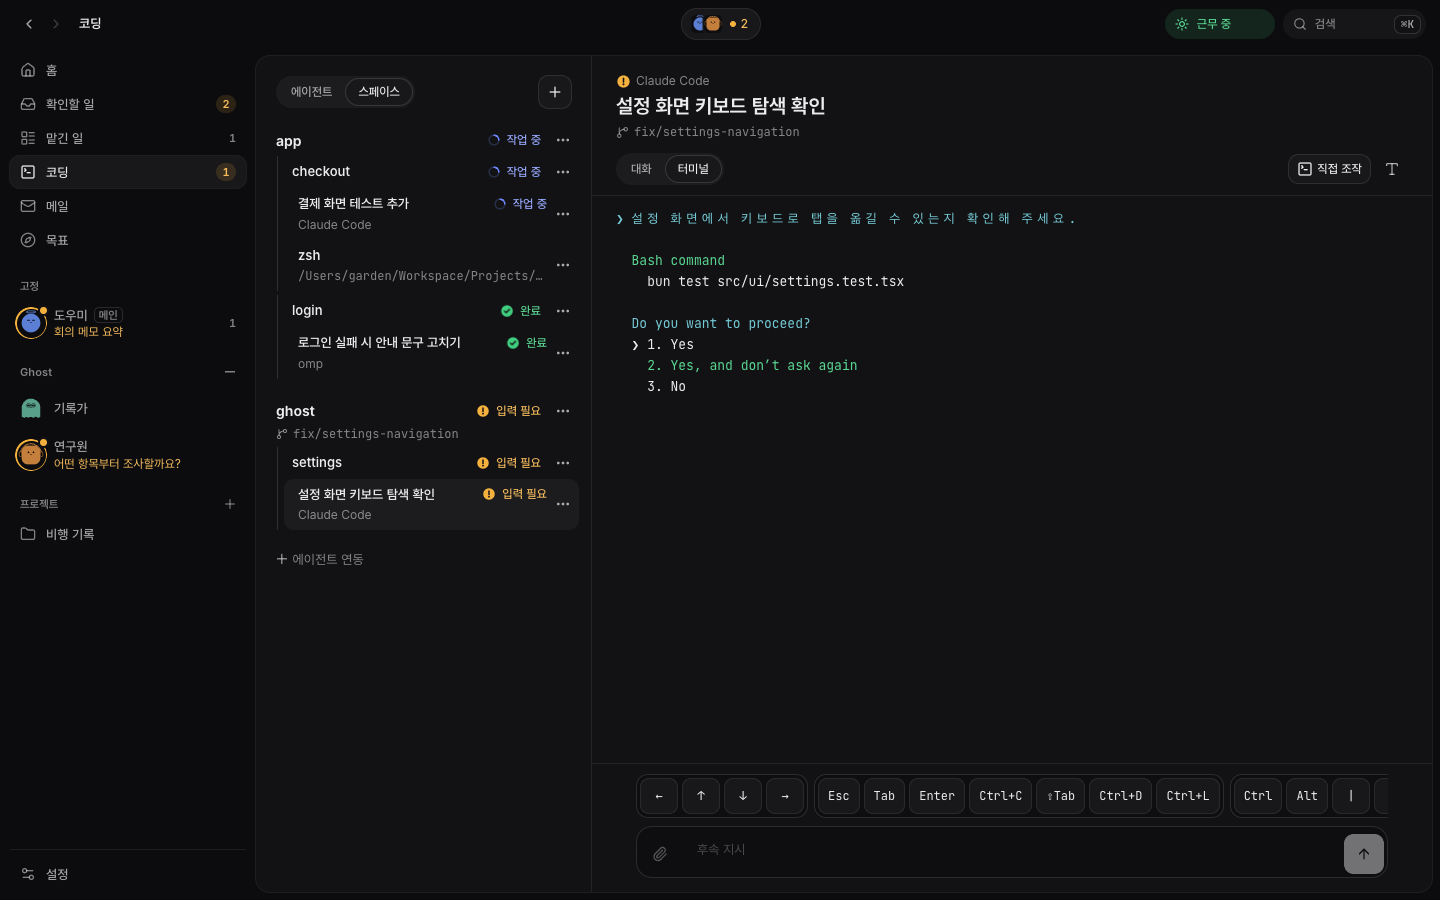 코딩
2
근무 중
검색
⌘K
홈
확인할 일
2
맡긴 일
1
코딩
1
메일
목표
고정
도우미
메인
회의 메모 요약
1
Ghost
기록가
연구원
어떤 항목부터 조사할까요?
프로젝트
비행 기록
설정
에이전트
스페이스
app
작업 중
checkout
작업 중
결제 화면 테스트 추가
작업 중
Claude Code
zsh
/Users/garden/Workspace/Projects/…
login
완료
로그인 실패 시 안내 문구 고치기
완료
omp
ghost
입력 필요
fix/settings-navigation
settings
입력 필요
설정 화면 키보드 탐색 확인
입력 필요
Claude Code
에이전트 연동
Claude Code
설정 화면 키보드 탐색 확인
fix/settings-navigation
대화
터미널
직접 조작
❯ 설정 화면에서 키보드로 탭을 옮길 수 있는지 확인해 주세요.
Bash command
bun test src/ui/settings.test.tsx
Do you want to proceed?
❯ 1. Yes
2. Yes, and don’t ask again
3. No
← ↑ ↓ → Esc Tab Enter Ctrl+C ⇧Tab Ctrl+D Ctrl+L Ctrl Alt |
후속 지시